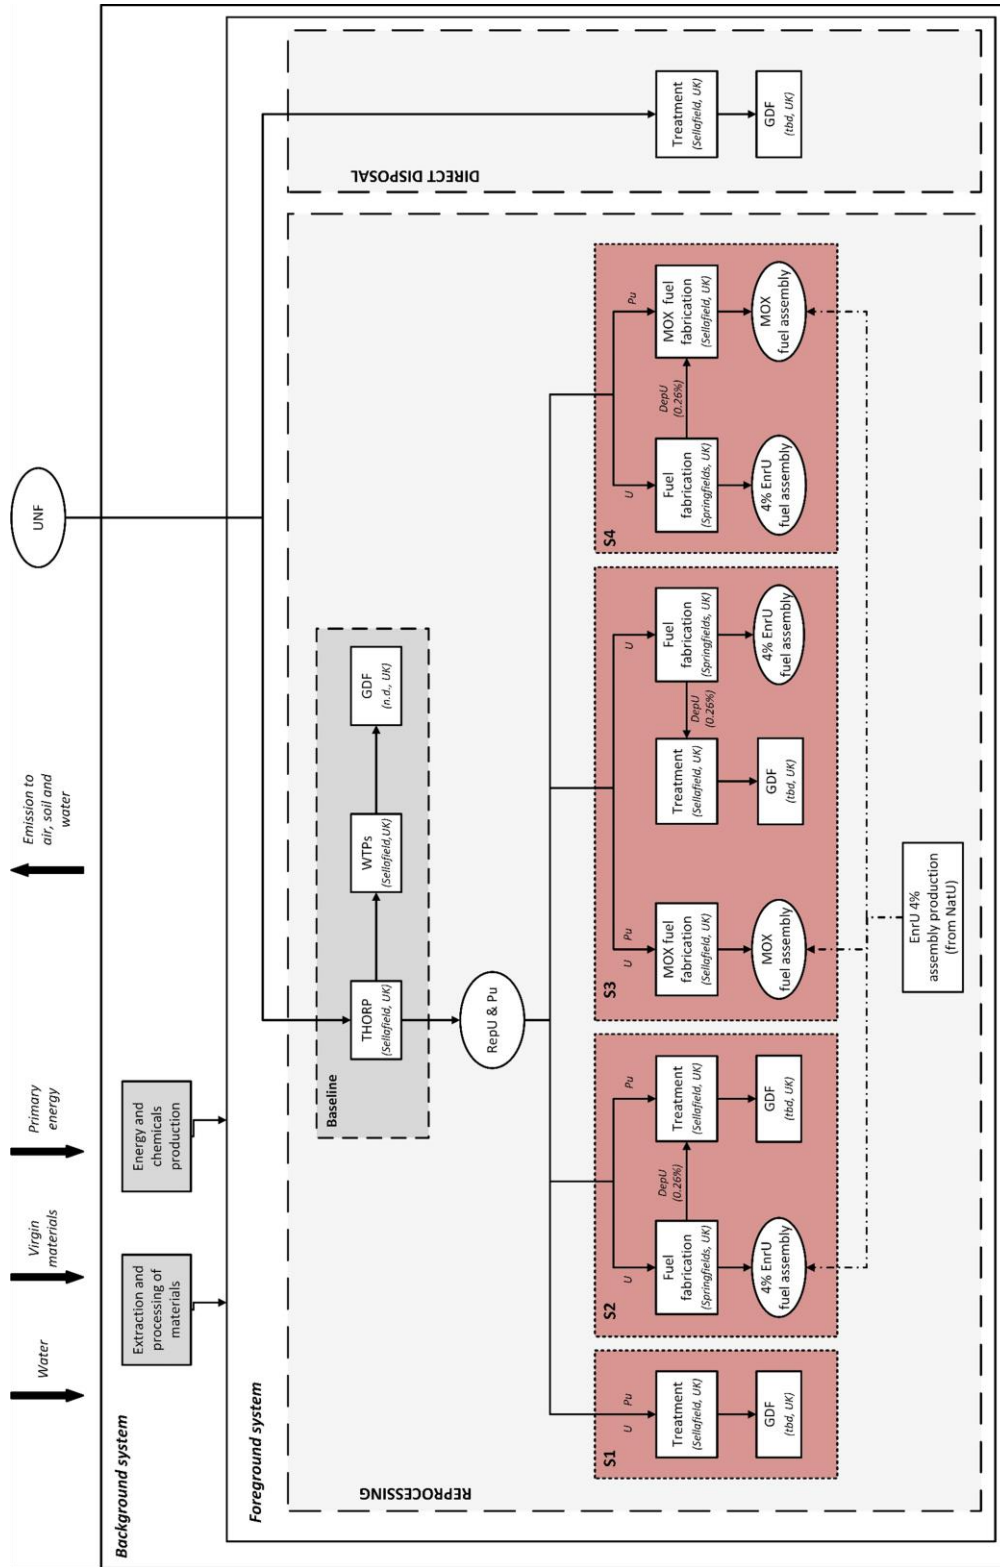 Water
Virgin
materials
Primary
energy
Emission to
air, soil and
water
UNF
Background system
Extraction and
processing of
materials
Energy and
chemicals
production
Foreground system
REPROCESSING
Baseline
THORP
(Sellafield, UK)
WTPs
(Sellafield,UK)
GDF
(n.d., UK)
RepU & Pu
S1
U
Pu
Treatment
(Sellafield, UK)
GDF
(tbd, UK)
S2
U
Pu
Fuel
fabrication
(Springfields, UK)
DepU
(0.26%)
Treatment
(Sellafield, UK)
4% EnrU
fuel assembly
GDF
(tbd, UK)
S3
U
Pu
U
MOX fuel
fabrication
(Sellafield, UK)
Treatment
(Sellafield, UK)
DepU
(0.26%)
Fuel
fabrication
(Springfields, UK)
MOX
fuel assembly
GDF
(tbd, UK)
4% EnrU
fuel assembly
S4
U
Pu
Fuel
fabrication
(Springfields, UK)
DepU
(0.26%)
MOX fuel
fabrication
(Sellafield, UK)
4% EnrU
fuel assembly
MOX
fuel assembly
EnrU 4%
assembly production
(from NatU)
DIRECT DISPOSAL
Treatment
(Sellafield, UK)
GDF
(tbd, UK)